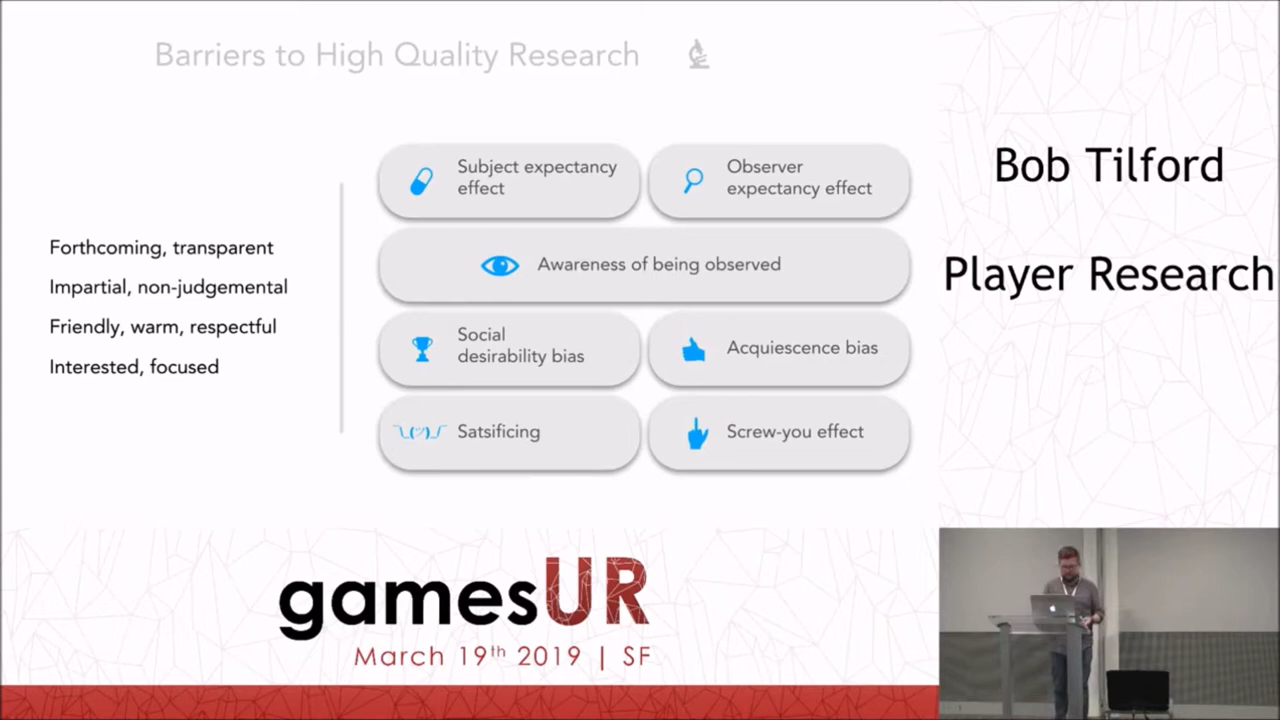 Barriers to High Quality Research
Forthcoming, transparent
Impartial, non-judgemental
Friendly, warm, respectful
Interested, focused
Subject expectancy
effect
Observer
expectancy effect
Awareness of being observed
Social
desirability bias
Acquiescence bias
¯\_(ツ)_/¯ Satsificing
Screw-you effect
Bob Tilford
Player Research
gamesUR
March 19th 2019 | SF